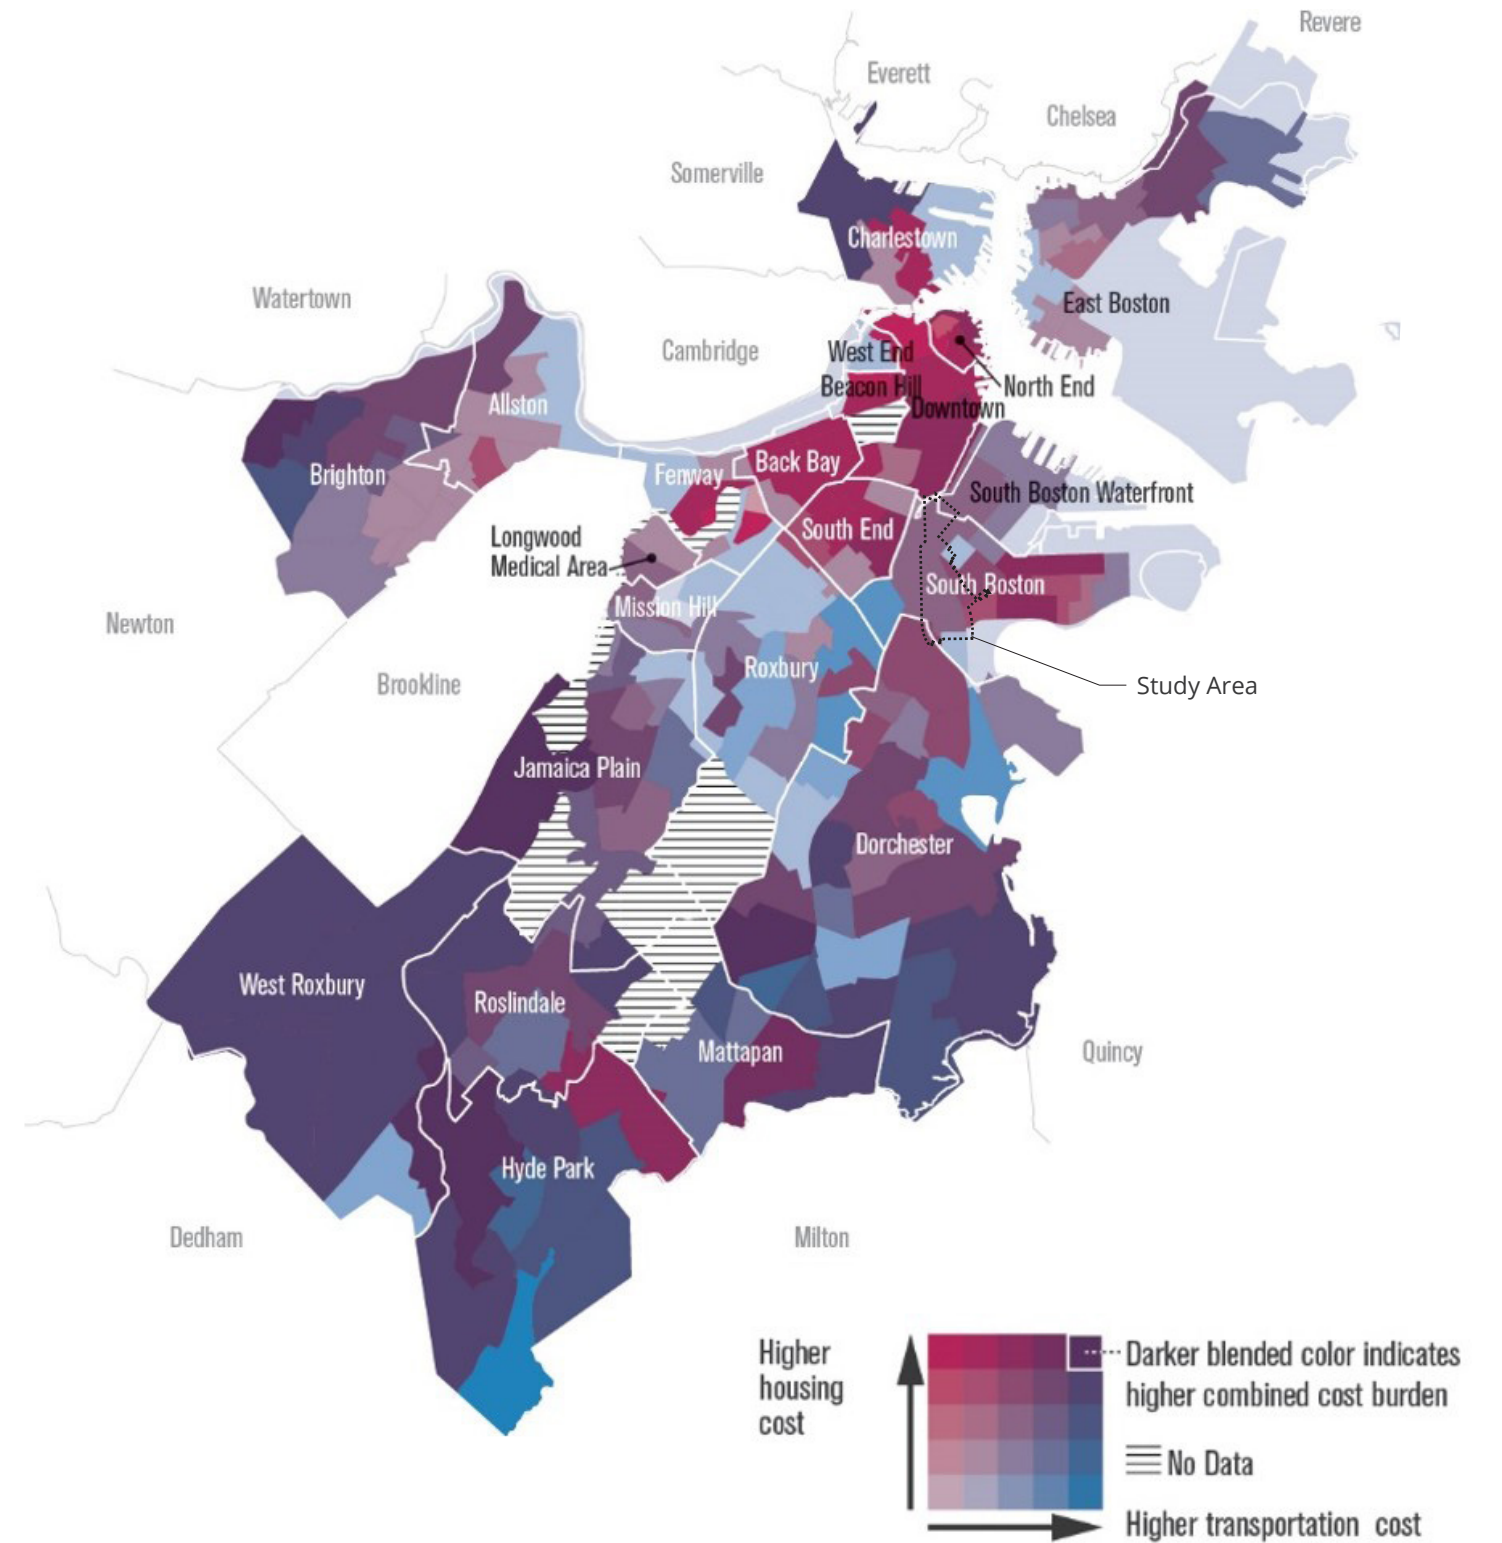 Revere
Everett
Chelsea
Somerville
Charlestown
Watertown
East Boston
Cambridge
West End
Beacon Hill
North End
Allston
Downtown
Back Bay
Brighton
Fenway
South Boston Waterfront
South End
Longwood
Medical Area
South Boston
Mission Hill
Newton
Roxbury
Brookline
Study Area
Jamaica Plain
Dorchester
West Roxbury
Roslindale
Mattapan
Quincy
Hyde Park
Dedham
Milton
Higher
housing
cost
Darker blended color indicates
higher combined cost burden
No Data
Higher transportation cost